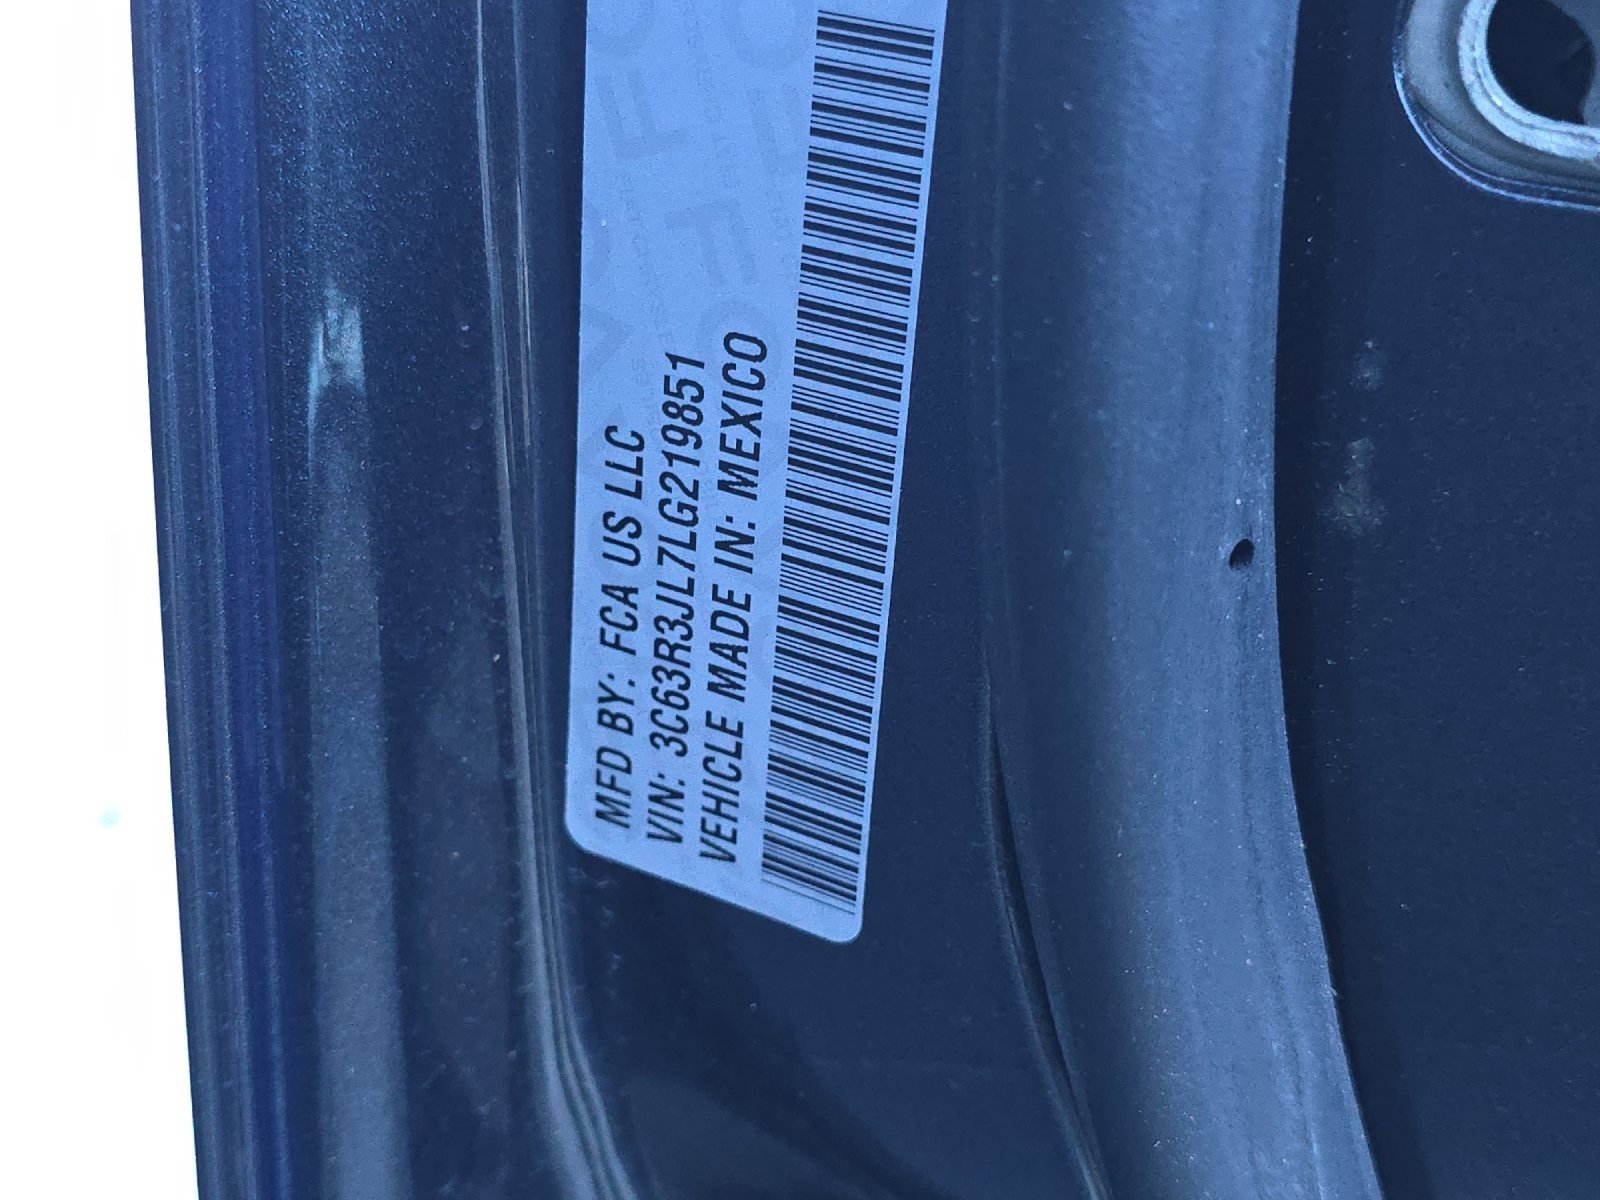 MFD BY: FCA US LLC
VIN: 3C63R3JL7LG219851
VEHICLE MADE IN: MEXICO